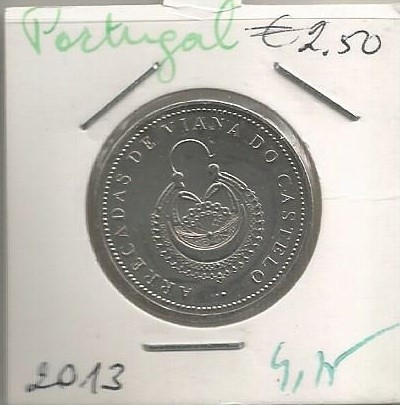 Portugal €2.50
ARRECADAS DE VIANA DO CASTELO
2013